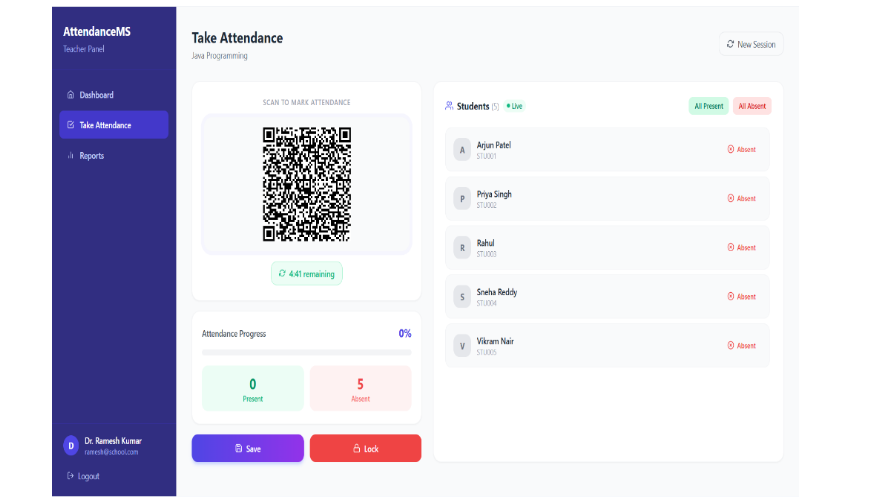 AttendanceMS
Teacher Panel
Dashboard
Take Attendance
Reports
Dr. Ramesh Kumar
ramesh@school.com
Logout
Take Attendance
Java Programming
New Session
SCAN TO MARK ATTENDANCE
4:41 remaining
Attendance Progress 0%
0 5
Present Absent
Save Lock
Students (5) Live All Present All Absent
A Arjun Patel Absent
STU001
P Priya Singh Absent
STU002
R Rahul Absent
STU003
S Sneha Reddy Absent
STU004
V Vikram Nair Absent
STU005
D